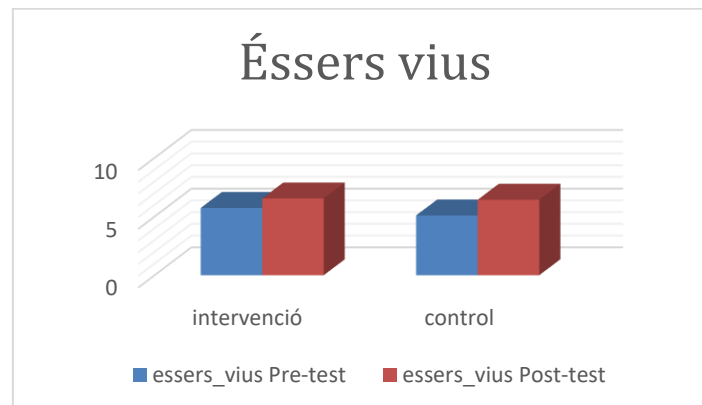 Éssers vius
10
5
0
intervenció control
essers_vius Pre-test essers_vius Post-test